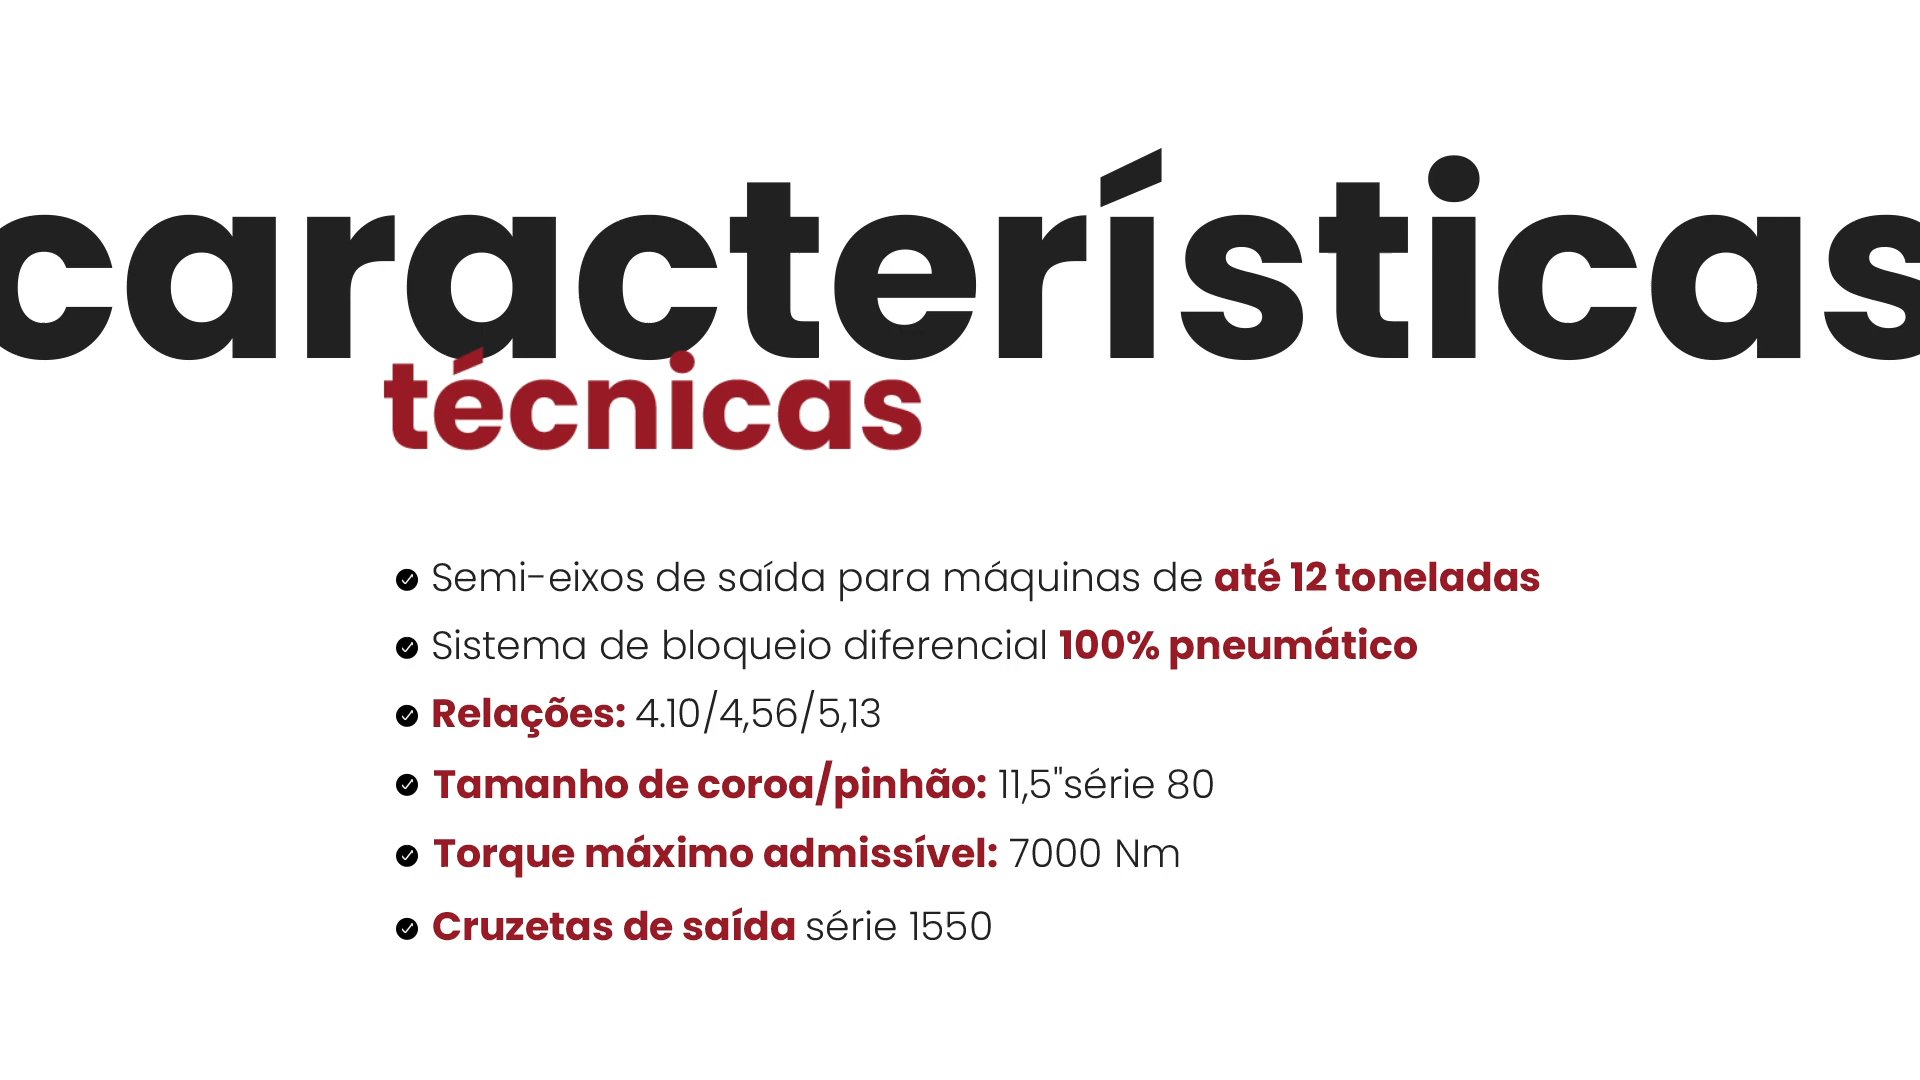 características
técnicas
Semi-eixos de saída para máquinas de até 12 toneladas
Sistema de bloqueio diferencial 100% pneumático
Relações: 4.10/4,56/5,13
Tamanho de coroa/pinhão: 11,5"série 80
Torque máximo admissível: 7000 Nm
Cruzetas de saída série 1550